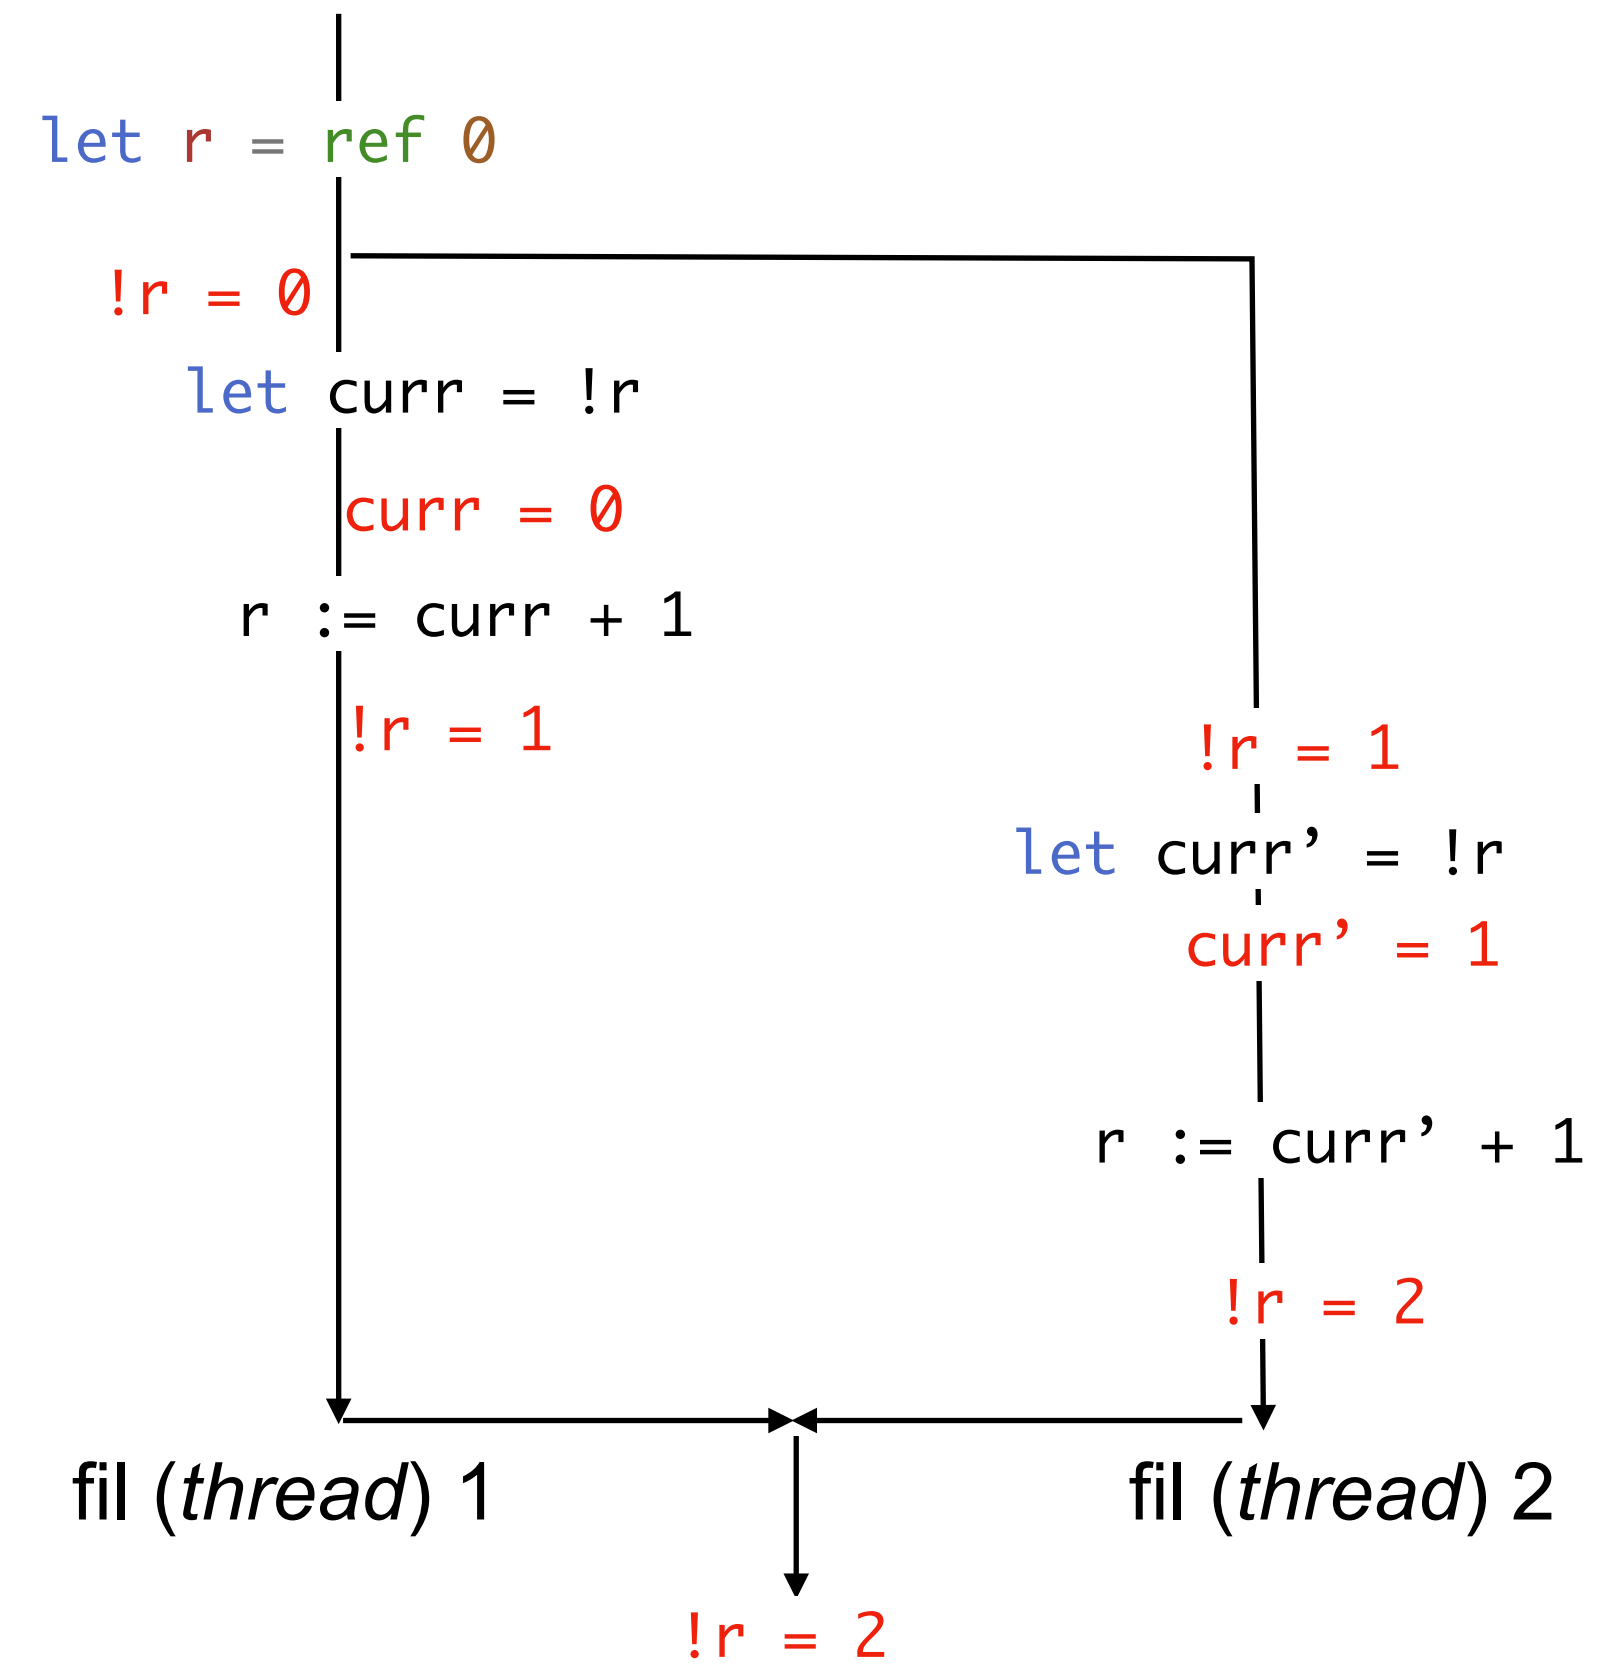 let r = ref 0
!r = 0
let curr = !r
curr = 0
r := curr + 1
!r = 1
!r = 1
let curr’ = !r
curr’ = 1
r := curr’ + 1
!r = 2
fil (thread) 1
fil (thread) 2
!r = 2